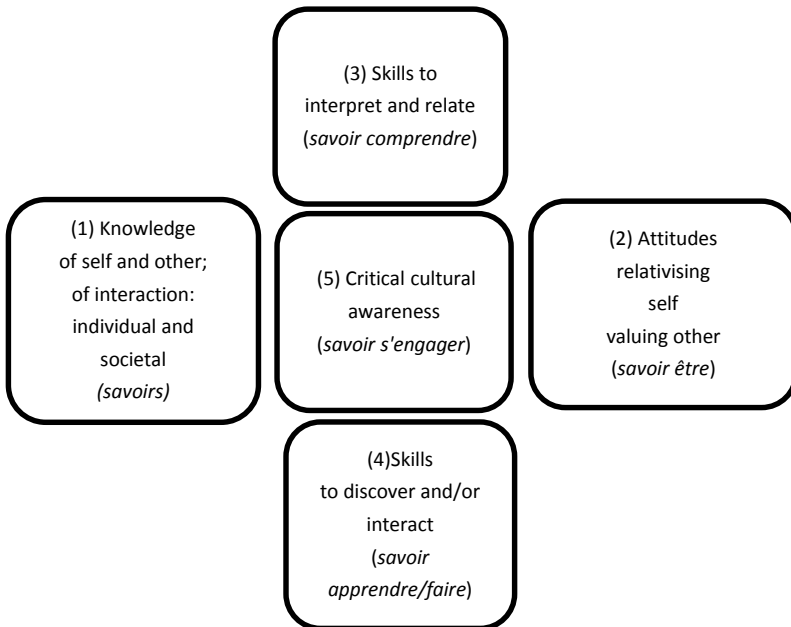 (3) Skills to
interpret and relate
(savoir comprendre)
(1) Knowledge
of self and other;
of interaction:
individual and
societal
(savoirs)
(5) Critical cultural
awareness
(savoir s'engager)
(2) Attitudes
relativising
self
valuing other
(savoir être)
(4)Skills
to discover and/or
interact
(savoir
apprendre/faire)